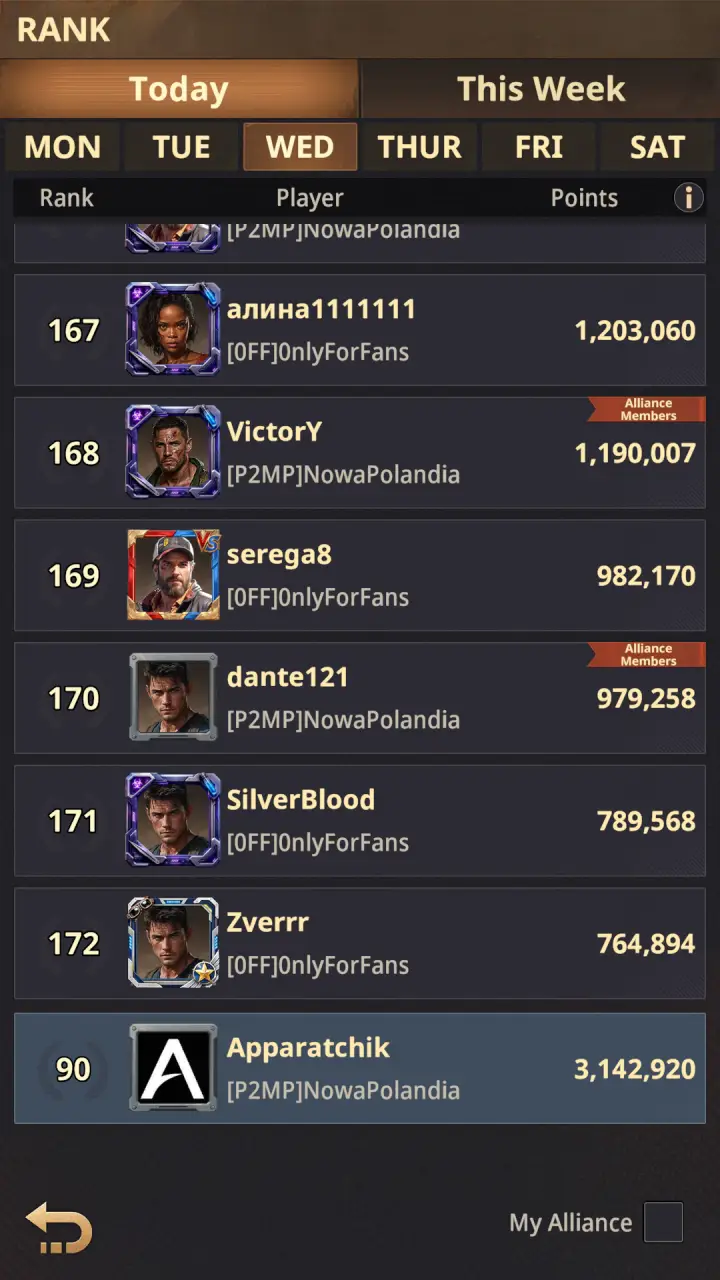 RANK
Today
This Week
MON
TUE
WED
THUR
FRI
SAT
Rank
Player
Points
[P2MP]NowaPolandia
167
алина1111111
[0FF]0nlyForFans
1,203,060
Alliance
Members
168
VictorY
[P2MP]NowaPolandia
1,190,007
169
serega8
[0FF]0nlyForFans
982,170
Alliance
Members
170
dante121
[P2MP]NowaPolandia
979,258
171
SilverBlood
[0FF]0nlyForFans
789,568
172
Zverrr
[0FF]0nlyForFans
764,894
90
Apparatchik
[P2MP]NowaPolandia
3,142,920
My Alliance